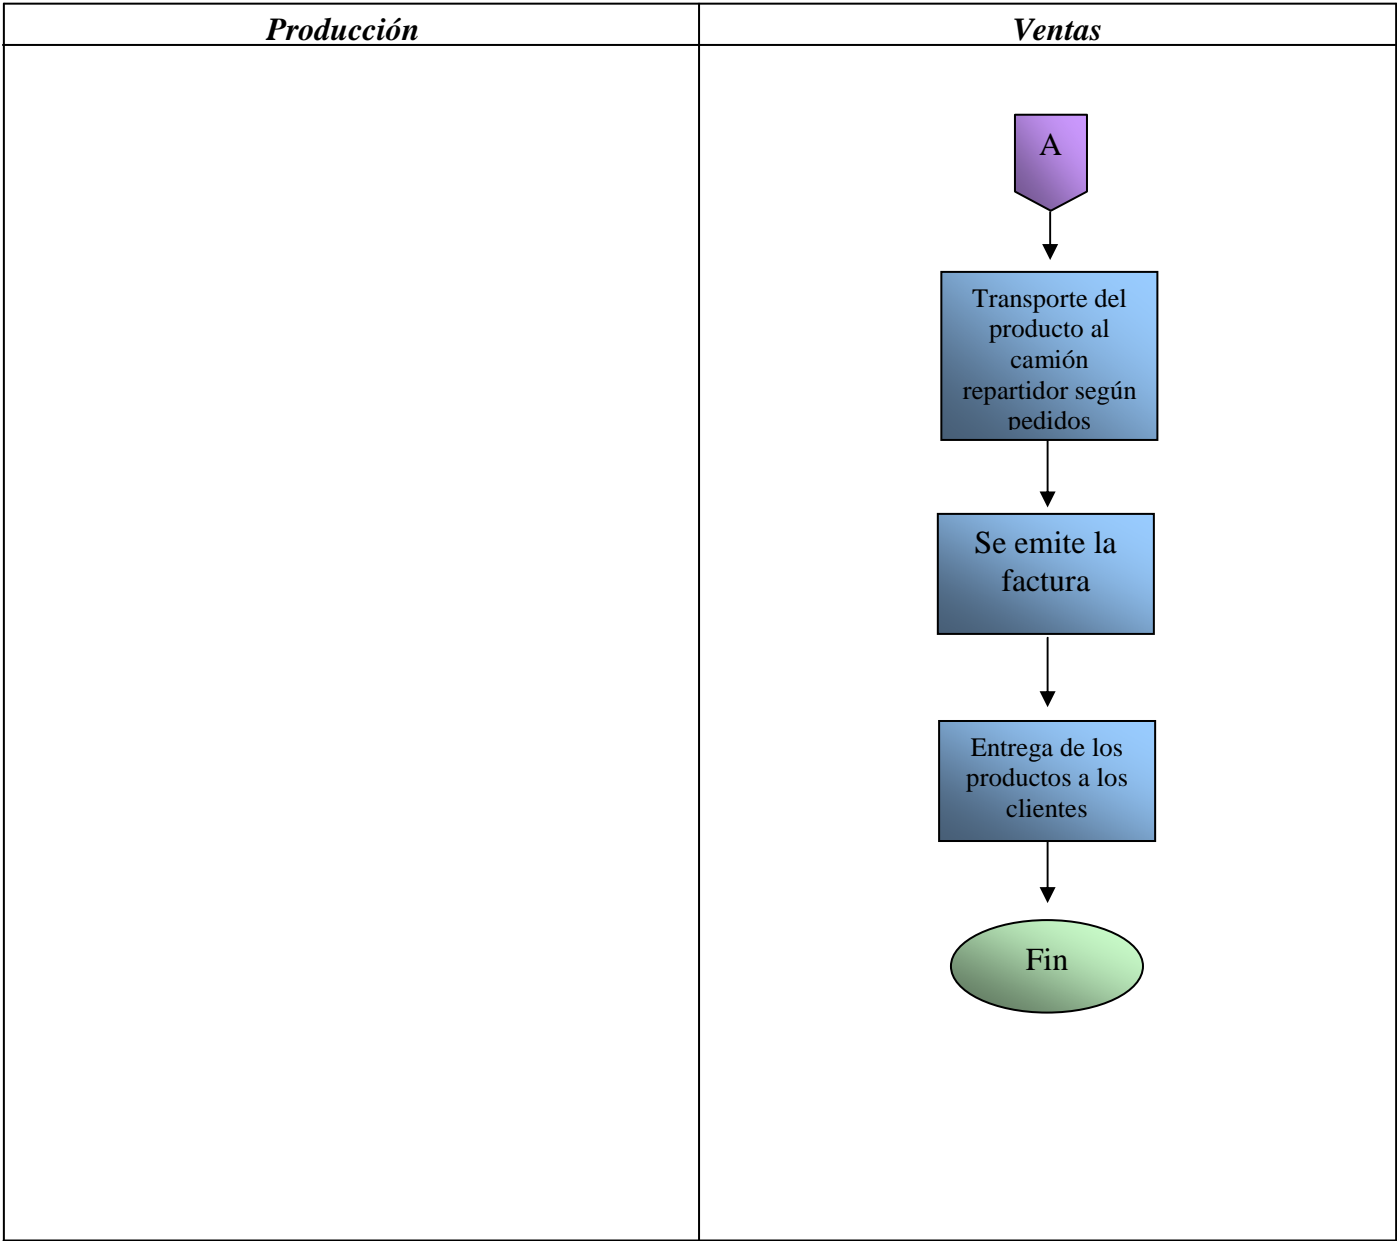 Producción
Ventas
A
Transporte del
producto al
camión
repartidor según
pedidos
Se emite la
factura
Entrega de los
productos a los
clientes
Fin